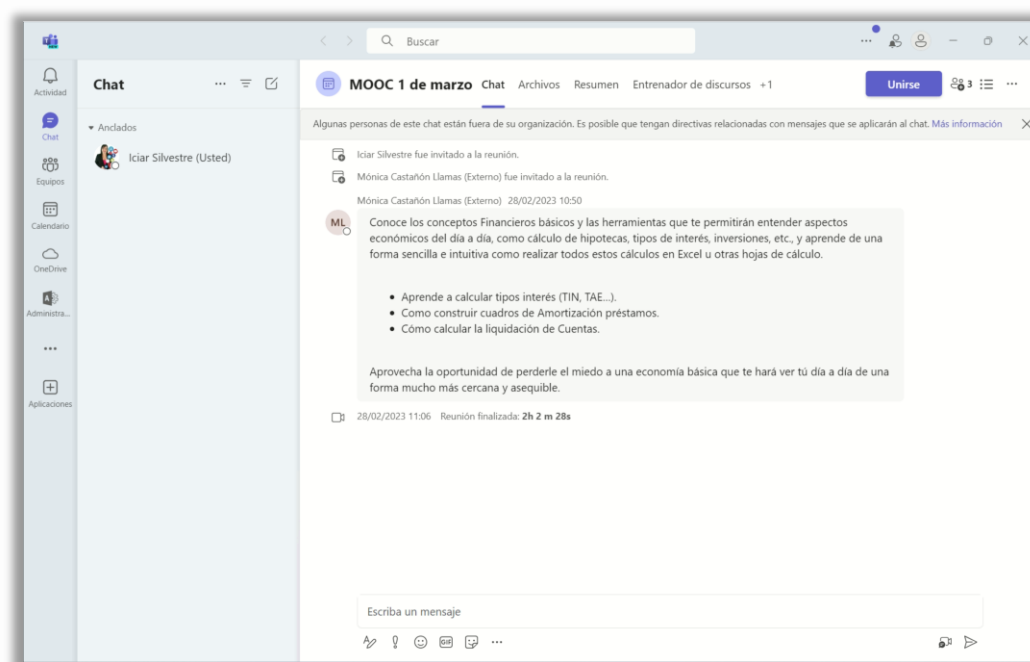 Buscar
Actividad
Chat
Equipos
Calendario
OneDrive
Administra...
Aplicaciones
Chat
Anclados
Iciar Silvestre (Usted)
MOOC 1 de marzo Chat Archivos Resumen Entrenador de discursos +1 Unirse 3
Algunas personas de este chat están fuera de su organización. Es posible que tengan directivas relacionadas con mensajes que se aplicarán al chat. Más información
Iciar Silvestre fue invitado a la reunión.
Mónica Castañón Llamas (Externo) fue invitado a la reunión.
Mónica Castañón Llamas (Externo) 28/02/2023 10:50
ML
Conoce los conceptos Financieros básicos y las herramientas que te permitirán entender aspectos
económicos del día a día, como cálculo de hipotecas, tipos de interés, inversiones, etc., y aprende de una
forma sencilla e intuitiva como realizar todos estos cálculos en Excel u otras hojas de cálculo.
• Aprende a calcular tipos interés (TIN, TAE...).
• Como construir cuadros de Amortización préstamos.
• Cómo calcular la liquidación de Cuentas.
Aprovecha la oportunidad de perderle el miedo a una economía básica que te hará ver tú día a día de una
forma mucho más cercana y asequible.
28/02/2023 11:06 Reunión finalizada: 2h 2 m 28s
Escriba un mensaje
GIF